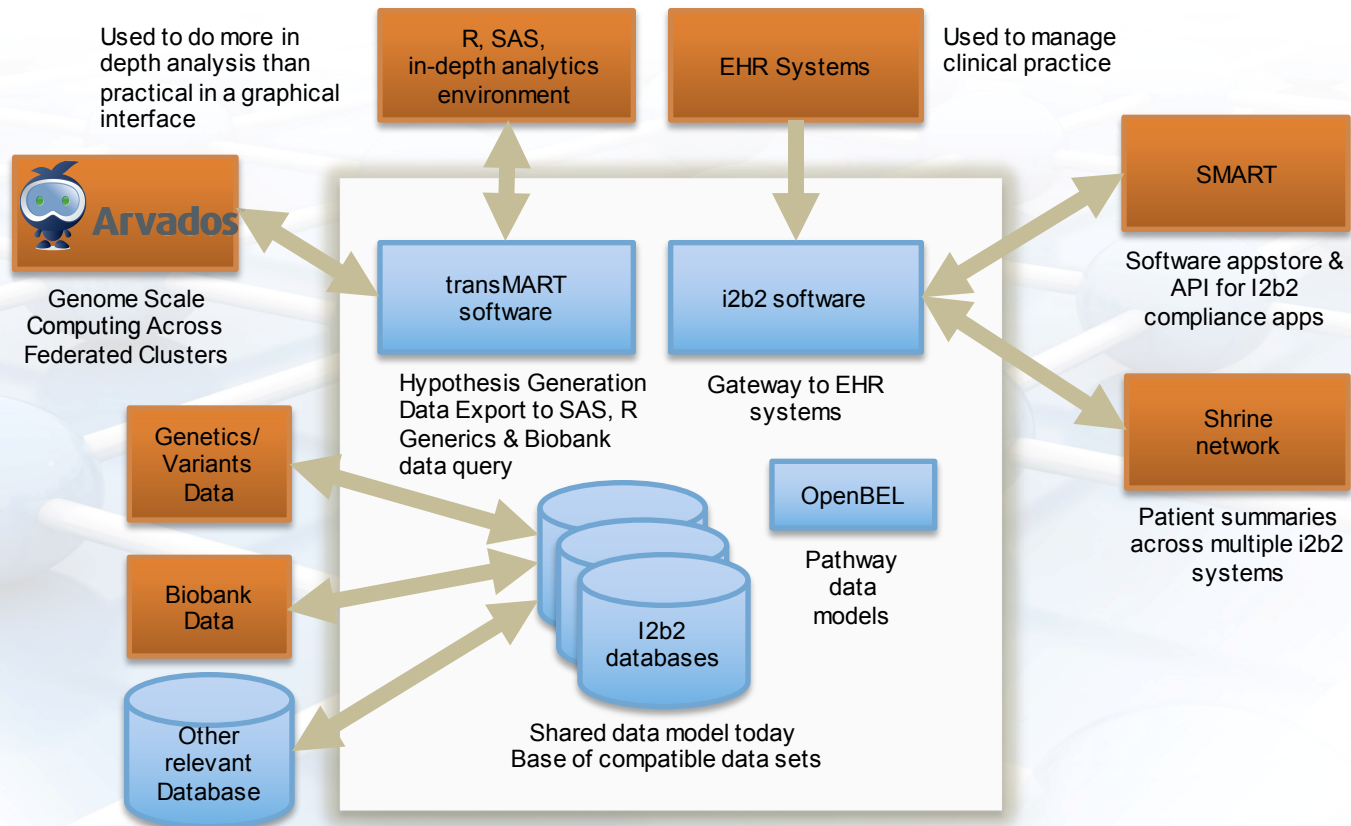 Used to do more in
depth analysis than
practical in a graphical
interface
R, SAS,
in-depth analytics
environment
EHR Systems
Used to manage
clinical practice
Arvados
Genome Scale
Computing Across
Federated Clusters
transMART
software
i2b2 software
SMART
Software appstore &
API for I2b2
compliance apps
Hypothesis Generation
Data Export to SAS, R
Generics & Biobank
data query
Gateway to EHR
systems
Genetics/
Variants
Data
Shrine
network
OpenBEL
Patient summaries
across multiple i2b2
systems
Pathway
data
models
Biobank
Data
I2b2
databases
Other
relevant
Database
Shared data model today
Base of compatible data sets